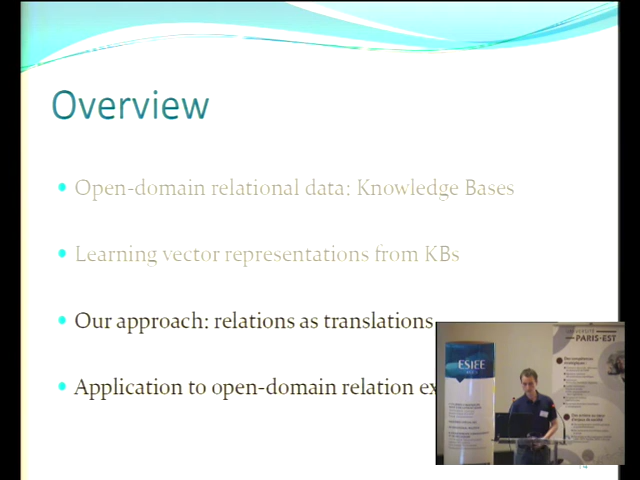 Overview
Open-domain relational data: Knowledge Bases
Learning vector representations from KBs
Our approach: relations as translations
Application to open-domain relation ex
ESIEE
UNIVERSITÉ
PARIS-EST